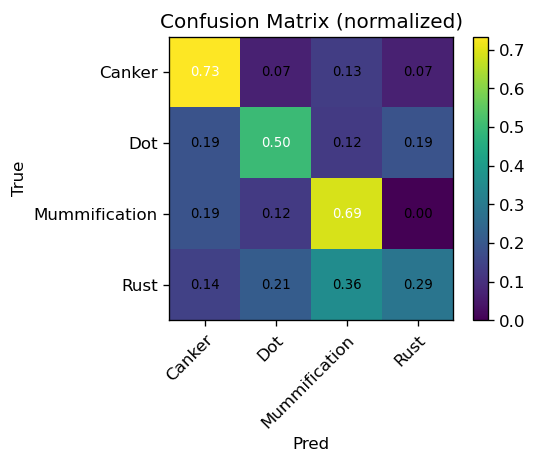 Confusion Matrix (normalized)
Canker 0.73 0.07 0.13 0.07
Dot 0.19 0.50 0.12 0.19
Mummification 0.19 0.12 0.69 0.00
Rust 0.14 0.21 0.36 0.29
True
Canker Dot Mummification Rust
Pred
0.7
0.6
0.5
0.4
0.3
0.2
0.1
0.0